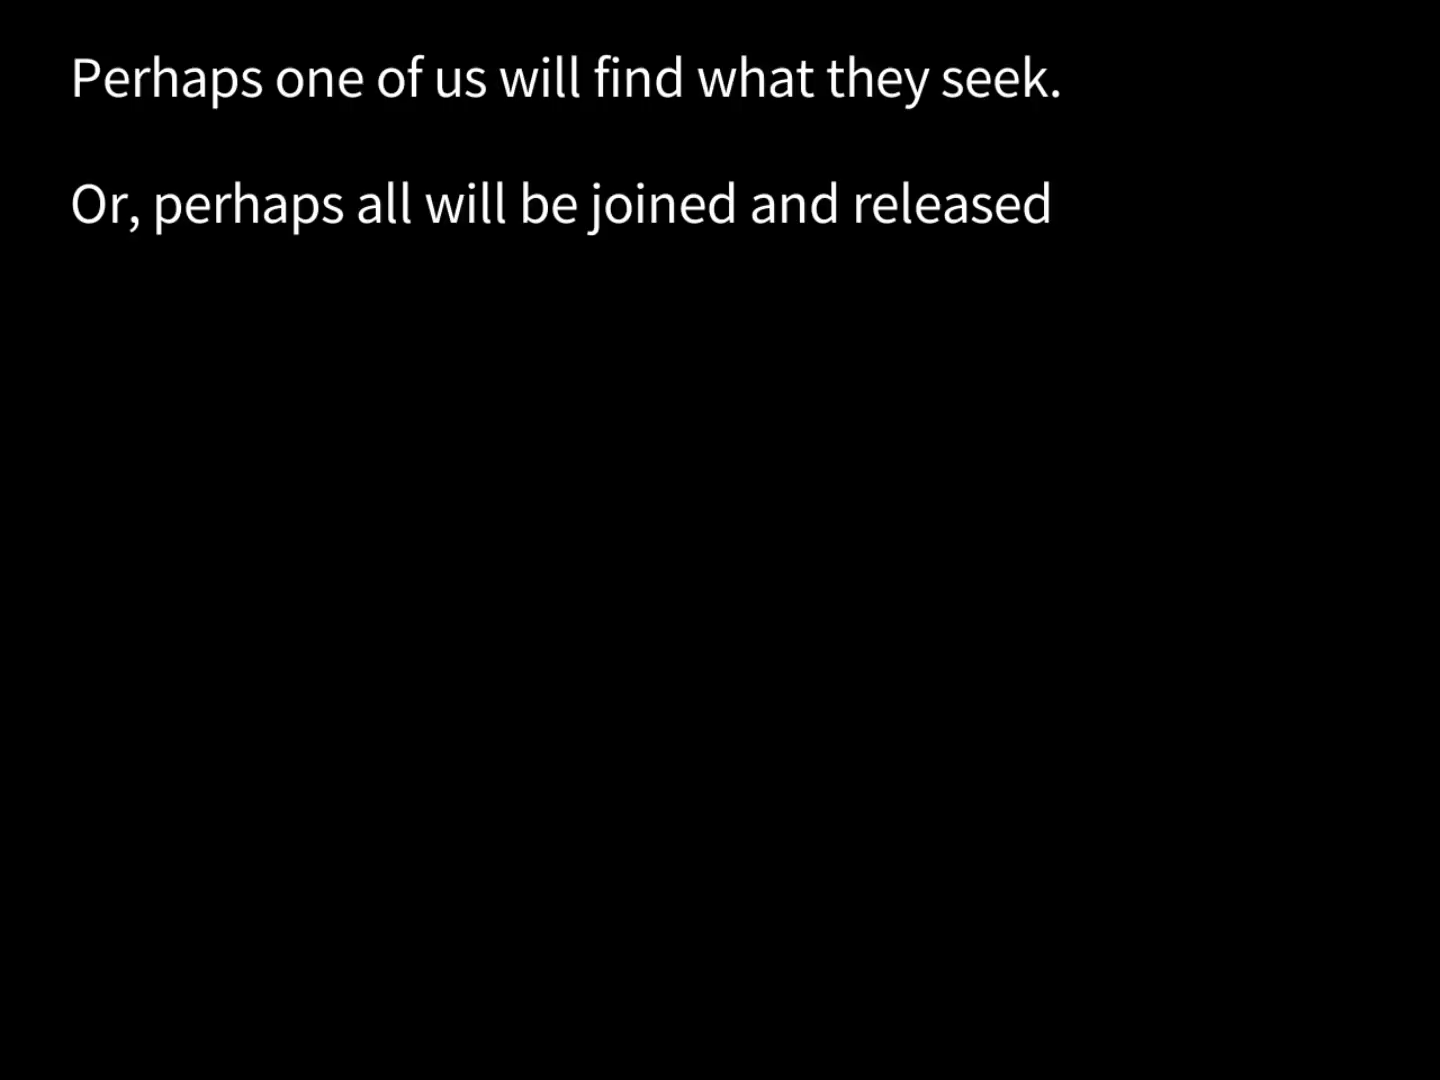 Perhaps one of us will find what they seek.
Or, perhaps all will be joined and released